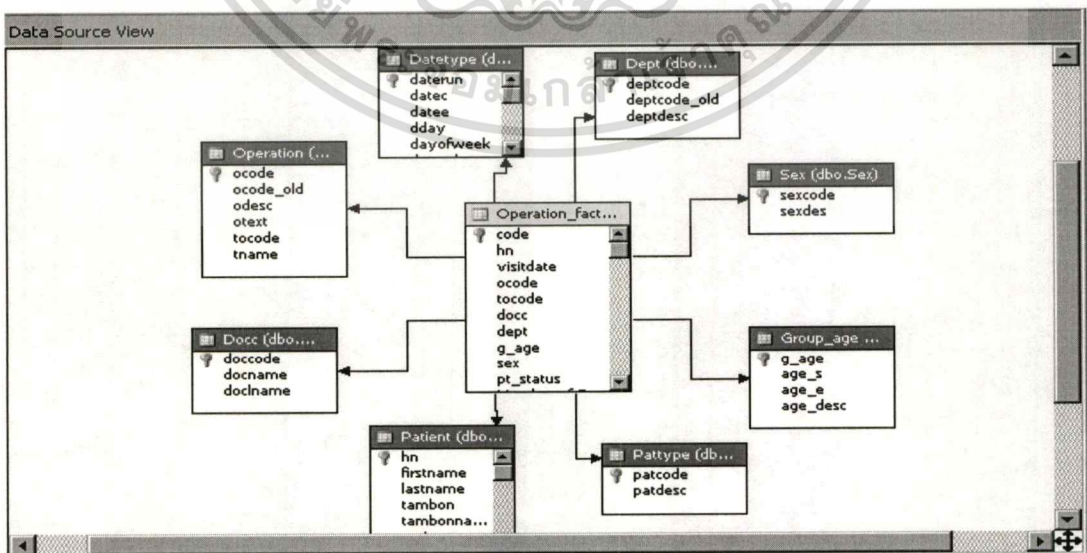 Data Source View
Datetype (d...
daterun
datec
datee
dday
dayofweek
Dept (dbo....
deptcode
deptcode_old
deptdesc
Operation (...
ocode
ocode_old
odesc
otext
tocode
tname
Operation_fact...
code
hn
visitdate
ocode
tocode
docc
dept
g_age
sex
pt_status
Sex (dbo.Sex)
sexcode
sexdes
Docc (dbo....
doccode
docname
doclname
Group_age ...
g_age
age_s
age_e
age_desc
Patient (dbo...
hn
firstname
lastname
tambon
tambonna...
Pattype (db...
patcode
patdesc